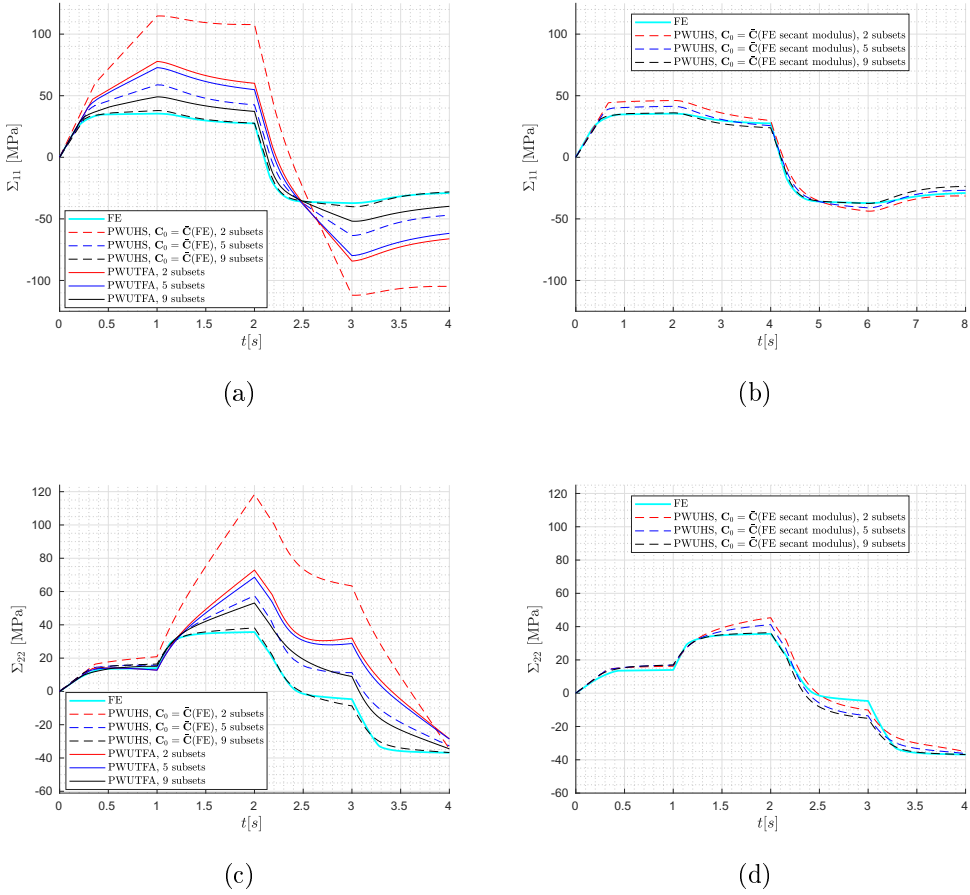 100
50
0
-50
-100
Σ₁₁ [MPa]
FE
PWUHS, C₀ = C̄(FE), 2 subsets
PWUHS, C₀ = C̄(FE), 5 subsets
PWUHS, C₀ = C̄(FE), 9 subsets
PWUTFA, 2 subsets
PWUTFA, 5 subsets
PWUTFA, 9 subsets
0 0.5 1 1.5 2 2.5 3 3.5 4
t[s]
(a)
100
50
0
-50
-100
Σ₁₁ [MPa]
FE
PWUHS, C₀ = C̄(FE secant modulus), 2 subsets
PWUHS, C₀ = C̄(FE secant modulus), 5 subsets
PWUHS, C₀ = C̄(FE secant modulus), 9 subsets
0 1 2 3 4 5 6 7 8
t[s]
(b)
120
100
80
60
40
20
0
-20
-40
-60
Σ₂₂ [MPa]
FE
PWUHS, C₀ = C̄(FE), 2 subsets
PWUHS, C₀ = C̄(FE), 5 subsets
PWUHS, C₀ = C̄(FE), 9 subsets
PWUTFA, 2 subsets
PWUTFA, 5 subsets
PWUTFA, 9 subsets
0 0.5 1 1.5 2 2.5 3 3.5 4
t[s]
(c)
120
100
80
60
40
20
0
-20
-40
-60
Σ₂₂ [MPa]
FE
PWUHS, C₀ = C̄(FE secant modulus), 2 subsets
PWUHS, C₀ = C̄(FE secant modulus), 5 subsets
PWUHS, C₀ = C̄(FE secant modulus), 9 subsets
0 0.5 1 1.5 2 2.5 3 3.5 4
t[s]
(d)